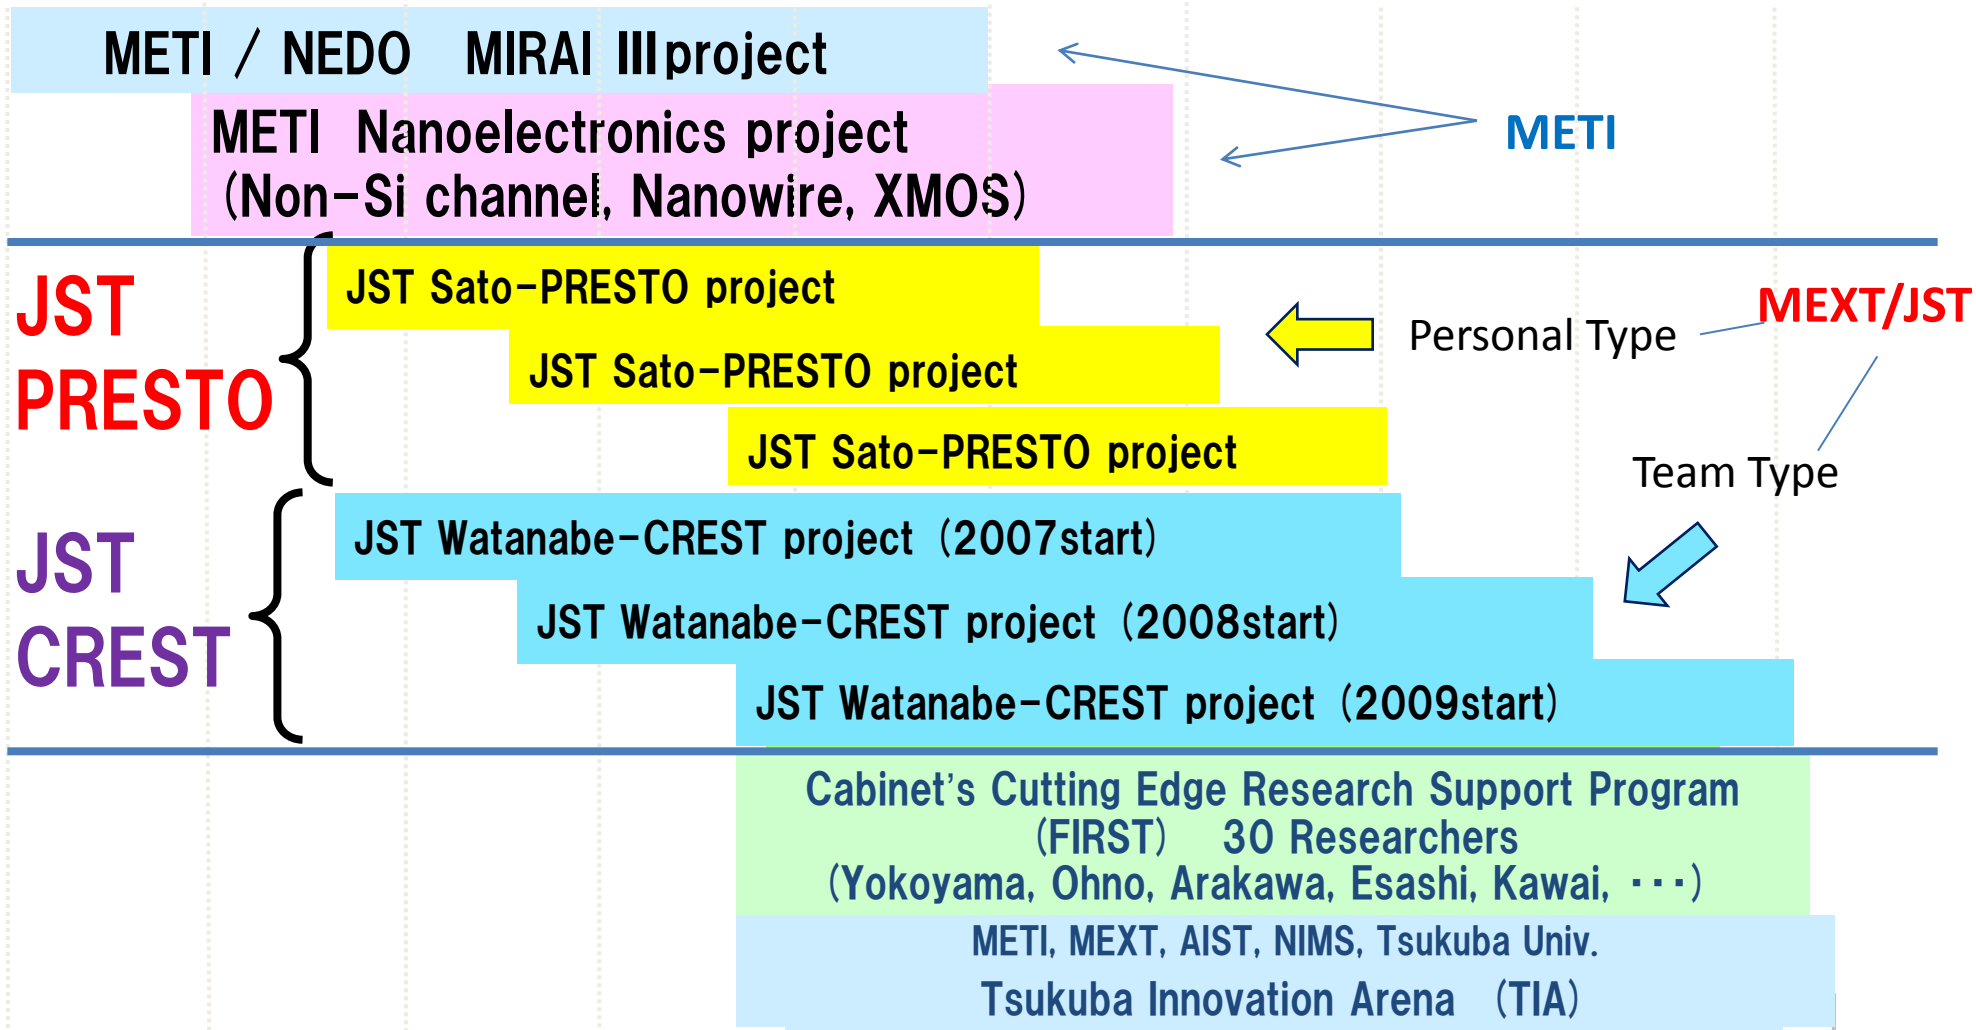 METI / NEDO MIRAI III project
METI Nanoelectronics project
(Non-Si channel, Nanowire, XMOS)
METI
JST
PRESTO
JST Sato-PRESTO project
JST Sato-PRESTO project
JST Sato-PRESTO project
Personal Type
MEXT/JST
Team Type
JST
CREST
JST Watanabe-CREST project (2007start)
JST Watanabe-CREST project (2008start)
JST Watanabe-CREST project (2009start)
Cabinet's Cutting Edge Research Support Program
(FIRST) 30 Researchers
(Yokoyama, Ohno, Arakawa, Esashi, Kawai, ・・・)
METI, MEXT, AIST, NIMS, Tsukuba Univ.
Tsukuba Innovation Arena (TIA)